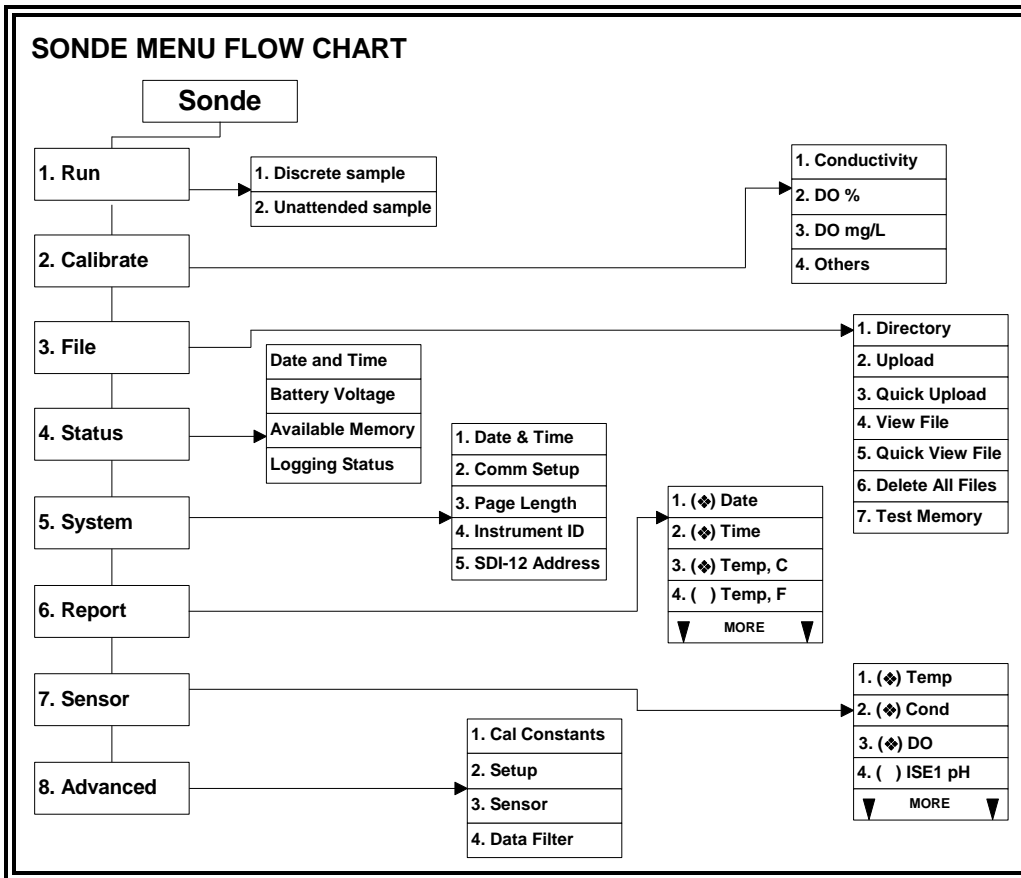 SONDE MENU FLOW CHART
Sonde
1. Run
1. Discrete sample
2. Unattended sample
2. Calibrate
1. Conductivity
2. DO %
3. DO mg/L
4. Others
3. File
1. Directory
2. Upload
3. Quick Upload
4. View File
5. Quick View File
6. Delete All Files
7. Test Memory
4. Status
Date and Time
Battery Voltage
Available Memory
Logging Status
5. System
1. Date & Time
2. Comm Setup
3. Page Length
4. Instrument ID
5. SDI-12 Address
6. Report
1. (❖) Date
2. (❖) Time
3. (❖) Temp, C
4. ( ) Temp, F
MORE
7. Sensor
1. (❖) Temp
2. (❖) Cond
3. (❖) DO
4. ( ) ISE1 pH
MORE
8. Advanced
1. Cal Constants
2. Setup
3. Sensor
4. Data Filter